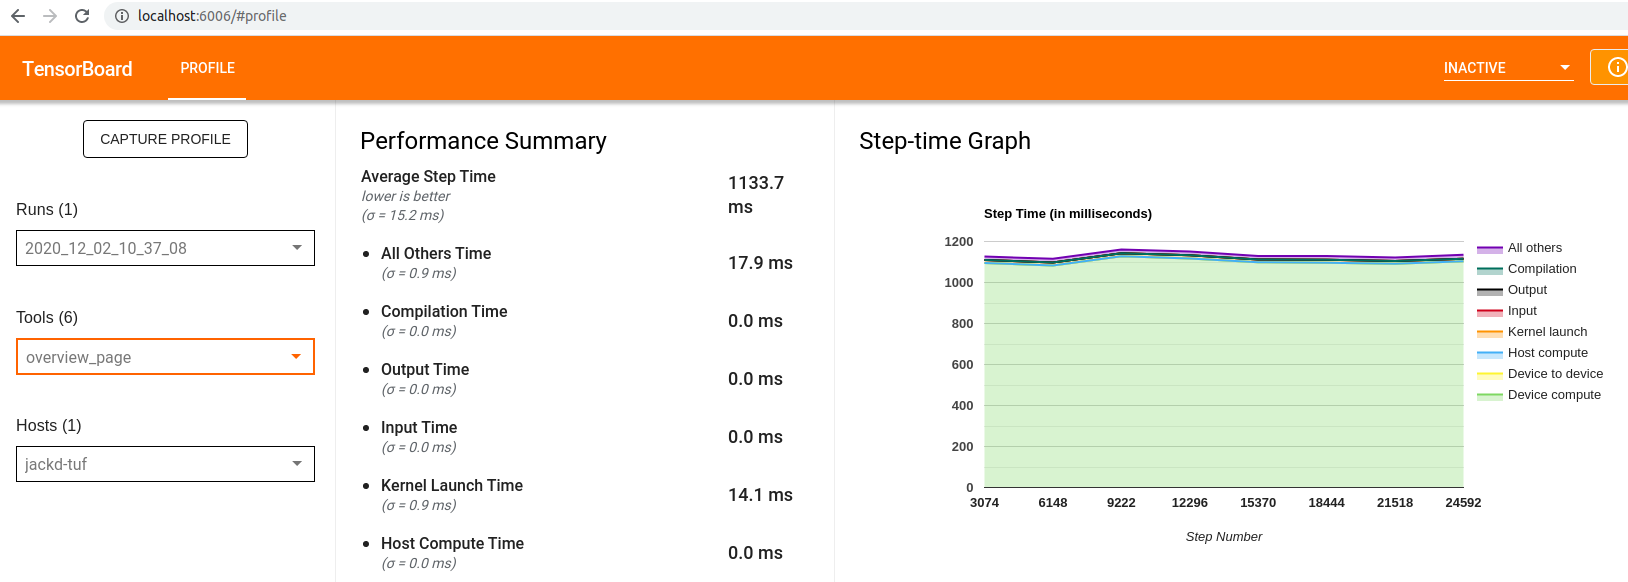 localhost:6006/#profile
TensorBoard
PROFILE
INACTIVE
CAPTURE PROFILE
Runs (1)
2020_12_02_10_37_08
Tools (6)
overview_page
Hosts (1)
jackd-tuf
Performance Summary
Average Step Time
lower is better
(σ = 15.2 ms)
1133.7
ms
All Others Time
(σ = 0.9 ms)
17.9 ms
Compilation Time
(σ = 0.0 ms)
0.0 ms
Output Time
(σ = 0.0 ms)
0.0 ms
Input Time
(σ = 0.0 ms)
0.0 ms
Kernel Launch Time
(σ = 0.9 ms)
14.1 ms
Host Compute Time
(σ = 0.0 ms)
0.0 ms
Step-time Graph
Step Time (in milliseconds)
1200
1000
800
600
400
200
0
3074 6148 9222 12296 15370 18444 21518 24592
Step Number
All others
Compilation
Output
Input
Kernel launch
Host compute
Device to device
Device compute